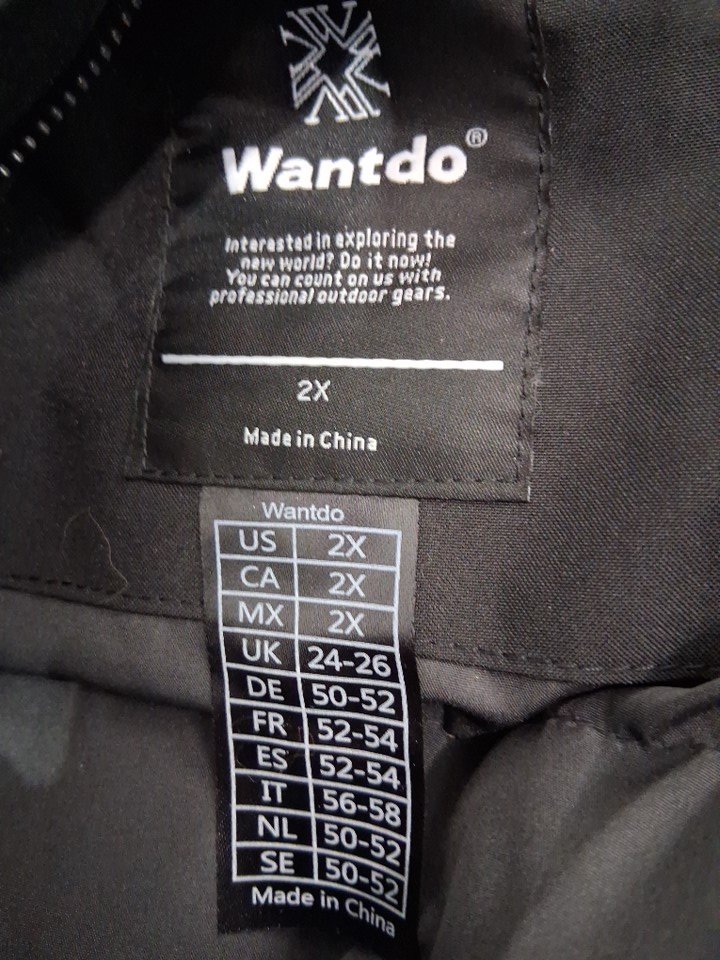 Wantdo®
Interested in exploring the
new world? Do it now!
You can count on us with
professional outdoor gears.
2X
Made in China
Wantdo
US 2X
CA 2X
MX 2X
UK 24-26
DE 50-52
FR 52-54
ES 52-54
IT 56-58
NL 50-52
SE 50-52
Made in China